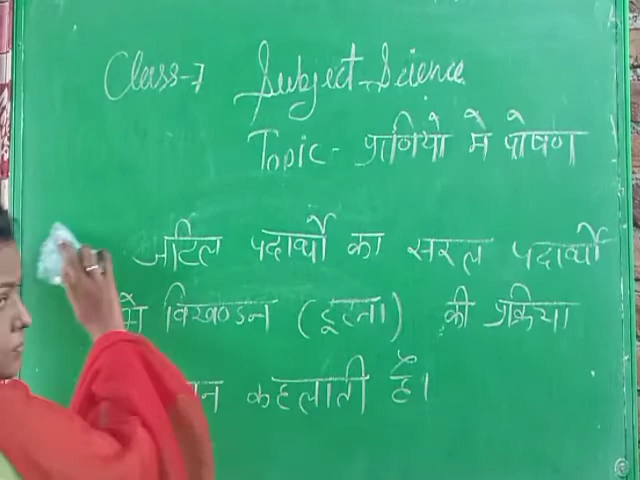 Class-7 Subject-Science
Topic- प्राणियो मे पोषण
जटिल पदार्थो का सरल पदार्थो
मे विखण्डन (टूटना) की प्रक्रिया
कहलाती है।